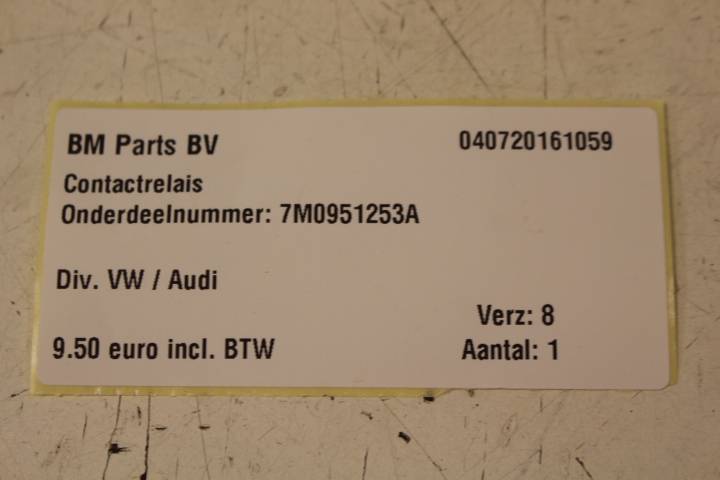 BM Parts BV 040720161059
Contactrelais
Onderdeelnummer: 7M0951253A
Div. VW / Audi
Verz: 8
9.50 euro incl. BTW Aantal: 1